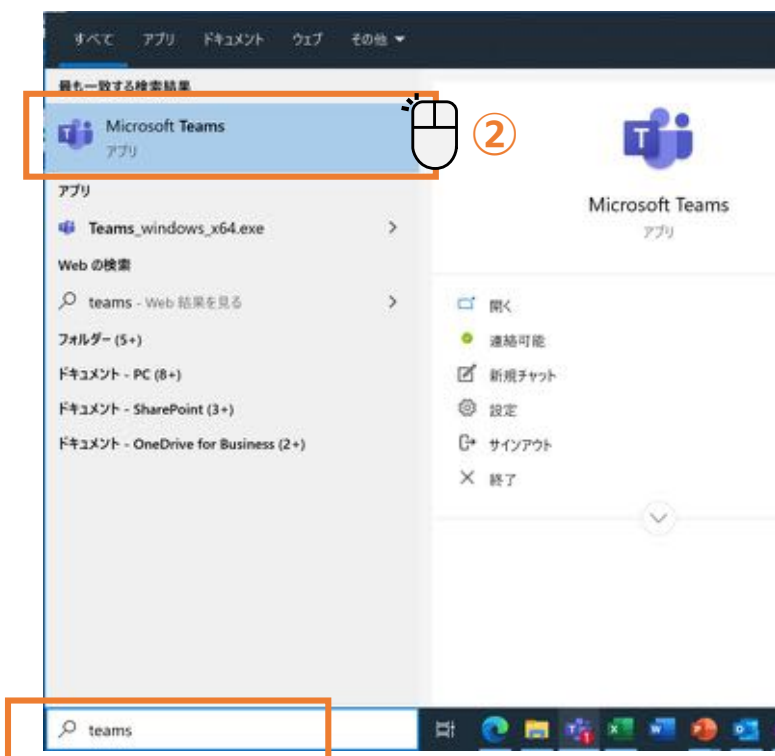 すべて アプリ ドキュメント ウェブ その他
最も一致する検索結果
Microsoft Teams
アプリ
②
アプリ
Teams_windows_x64.exe
Web の検索
teams - Web 結果を見る
フォルダー (5+)
ドキュメント - PC (8+)
ドキュメント - SharePoint (3+)
ドキュメント - OneDrive for Business (2+)
Microsoft Teams
アプリ
開く
連絡可能
新規チャット
設定
サインアウト
終了
teams